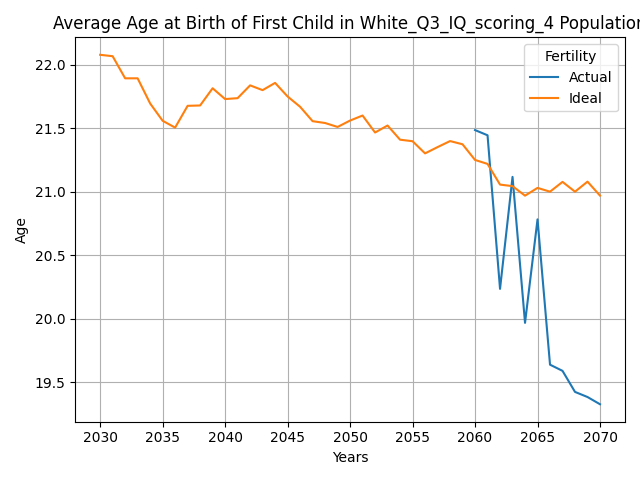 Average Age at Birth of First Child in White_Q3_IQ_scoring_4 Population
Fertility
Actual
Ideal
Age
22.0
21.5
21.0
20.5
20.0
19.5
2030 2035 2040 2045 2050 2055 2060 2065 2070
Years